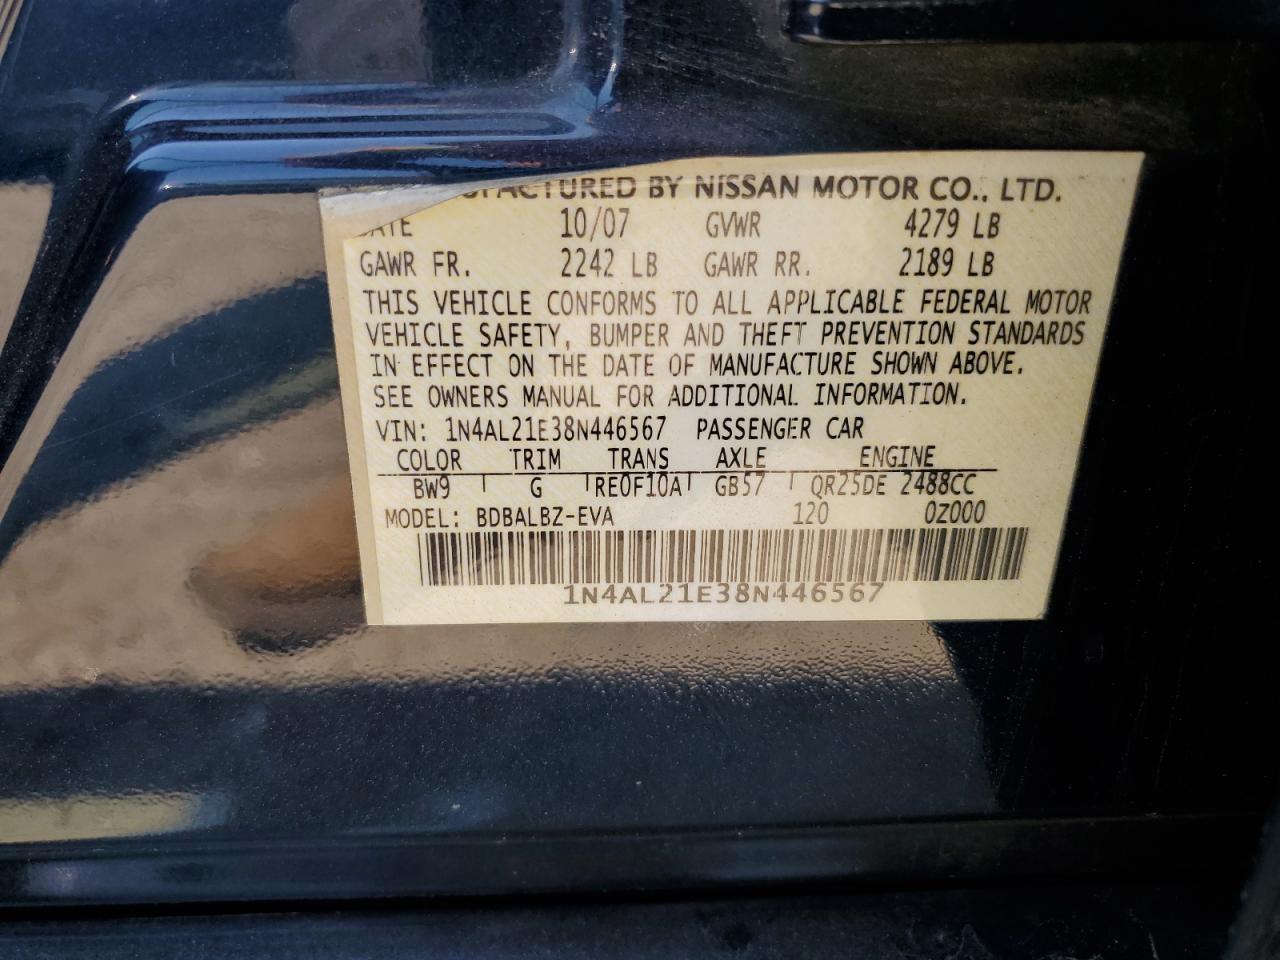 BY NISSAN MOTOR CO., LTD.
10/07 GVWR 4279 LB
GAWR FR. 2242 LB GAWR RR. 2189 LB
THIS VEHICLE CONFORMS TO ALL APPLICABLE FEDERAL MOTOR
VEHICLE SAFETY, BUMPER AND THEFT PREVENTION STANDARDS
IN EFFECT ON THE DATE OF MANUFACTURE SHOWN ABOVE.
SEE OWNERS MANUAL FOR ADDITIONAL INFORMATION.
VIN: 1N4AL21E38N446567 PASSENGER CAR
COLOR TRIM TRANS AXLE ENGINE
BW9 G RE0F10A GB57 QR25DE 2488CC
MODEL: BDBALBZ-EVA 120 0Z000
1N4AL21E38N446567